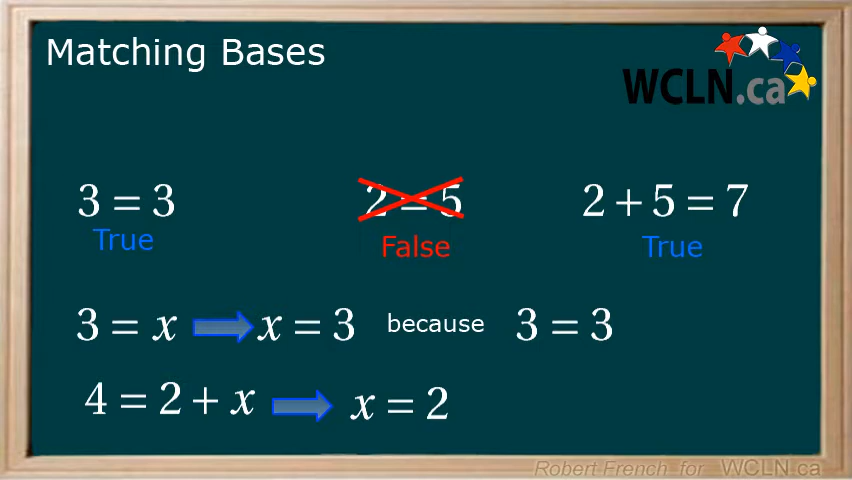 Matching Bases
WCLN.ca
3 = 3
2 = 5
2 + 5 = 7
True
False
True
3 = x
x = 3
because
3 = 3
4 = 2 + x
x = 2
Robert French for WCLN.ca